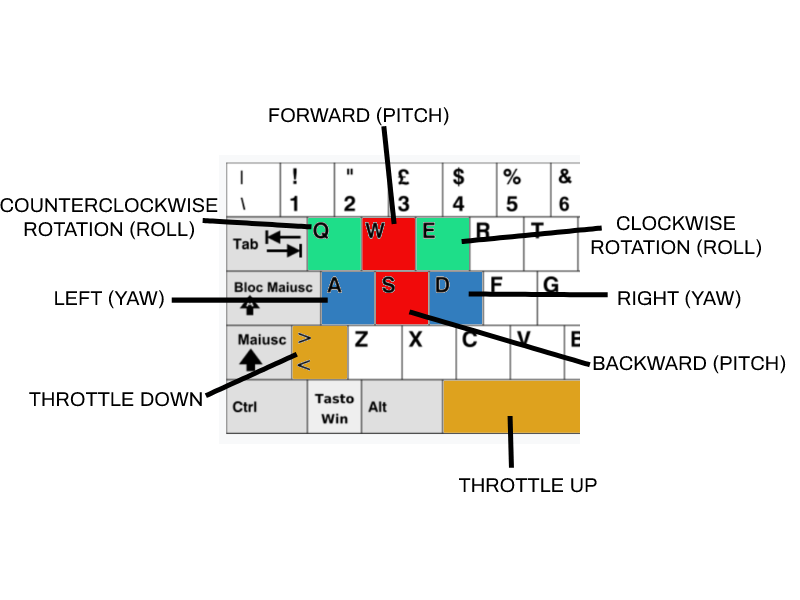 FORWARD (PITCH)
| ! " £ $ % &
\ 1 2 3 4 5 6
COUNTERCLOCKWISE
ROTATION (ROLL)
Tab Q W E R T
CLOCKWISE
ROTATION (ROLL)
LEFT (YAW)
Bloc Maiusc A S D F G
RIGHT (YAW)
Maiusc > Z X C V B
<
BACKWARD (PITCH)
THROTTLE DOWN
Ctrl Tasto Alt
Win
THROTTLE UP